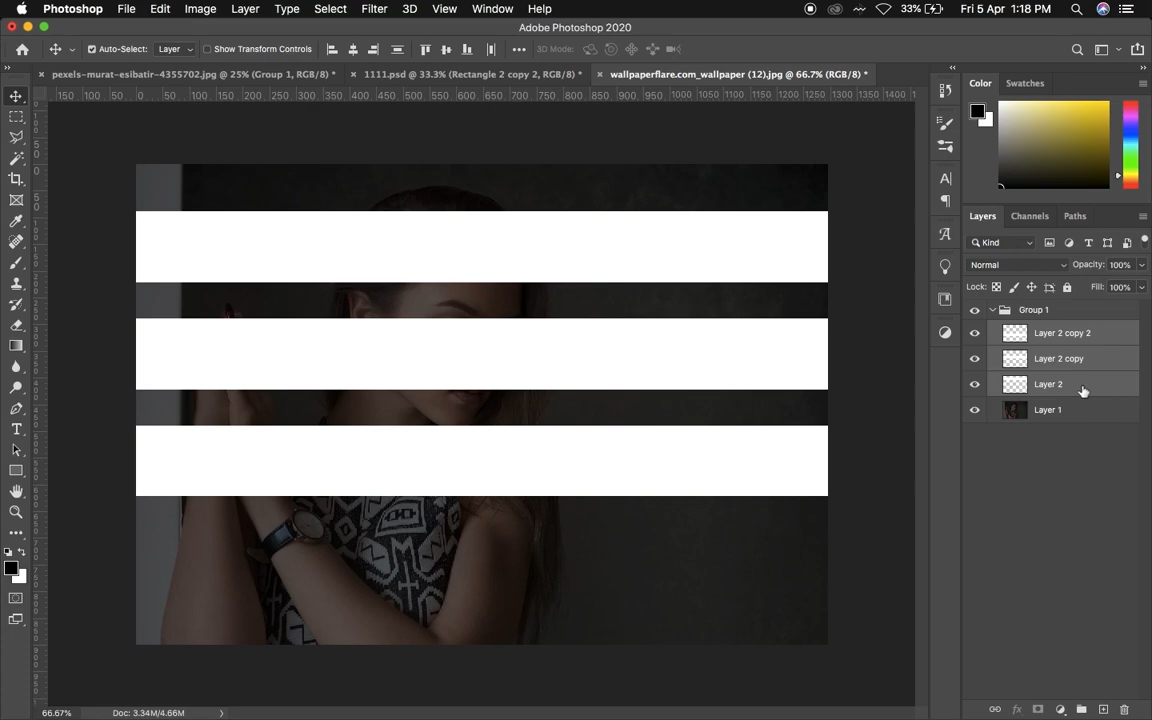 Photoshop File Edit Image Layer Type Select Filter 3D View Window Help 33% Fri 5 Apr 1:18 PM
Adobe Photoshop 2020
Auto-Select: Layer Show Transform Controls 3D Mode:
pexels-murat-esibatir-4355702.jpg @ 25% (Group 1, RGB/8) * 1111.psd @ 33.3% (Rectangle 2 copy 2, RGB/8) * wallpaperflare.com_wallpaper (12).jpg @ 66.7% (RGB/8) *
150 100 50 0 50 100 150 200 250 300 350 400 450 500 550 600 650 700 750 800 850 900 950 1000 1050 1100 1150 1200 1250 1300 1350 1400
Color Swatches
Layers Channels Paths
Kind
Normal Opacity: 100%
Lock: Fill: 100%
Group 1
Layer 2 copy 2
Layer 2 copy
Layer 2
Layer 1
66.67% Doc: 3.34M/4.66M